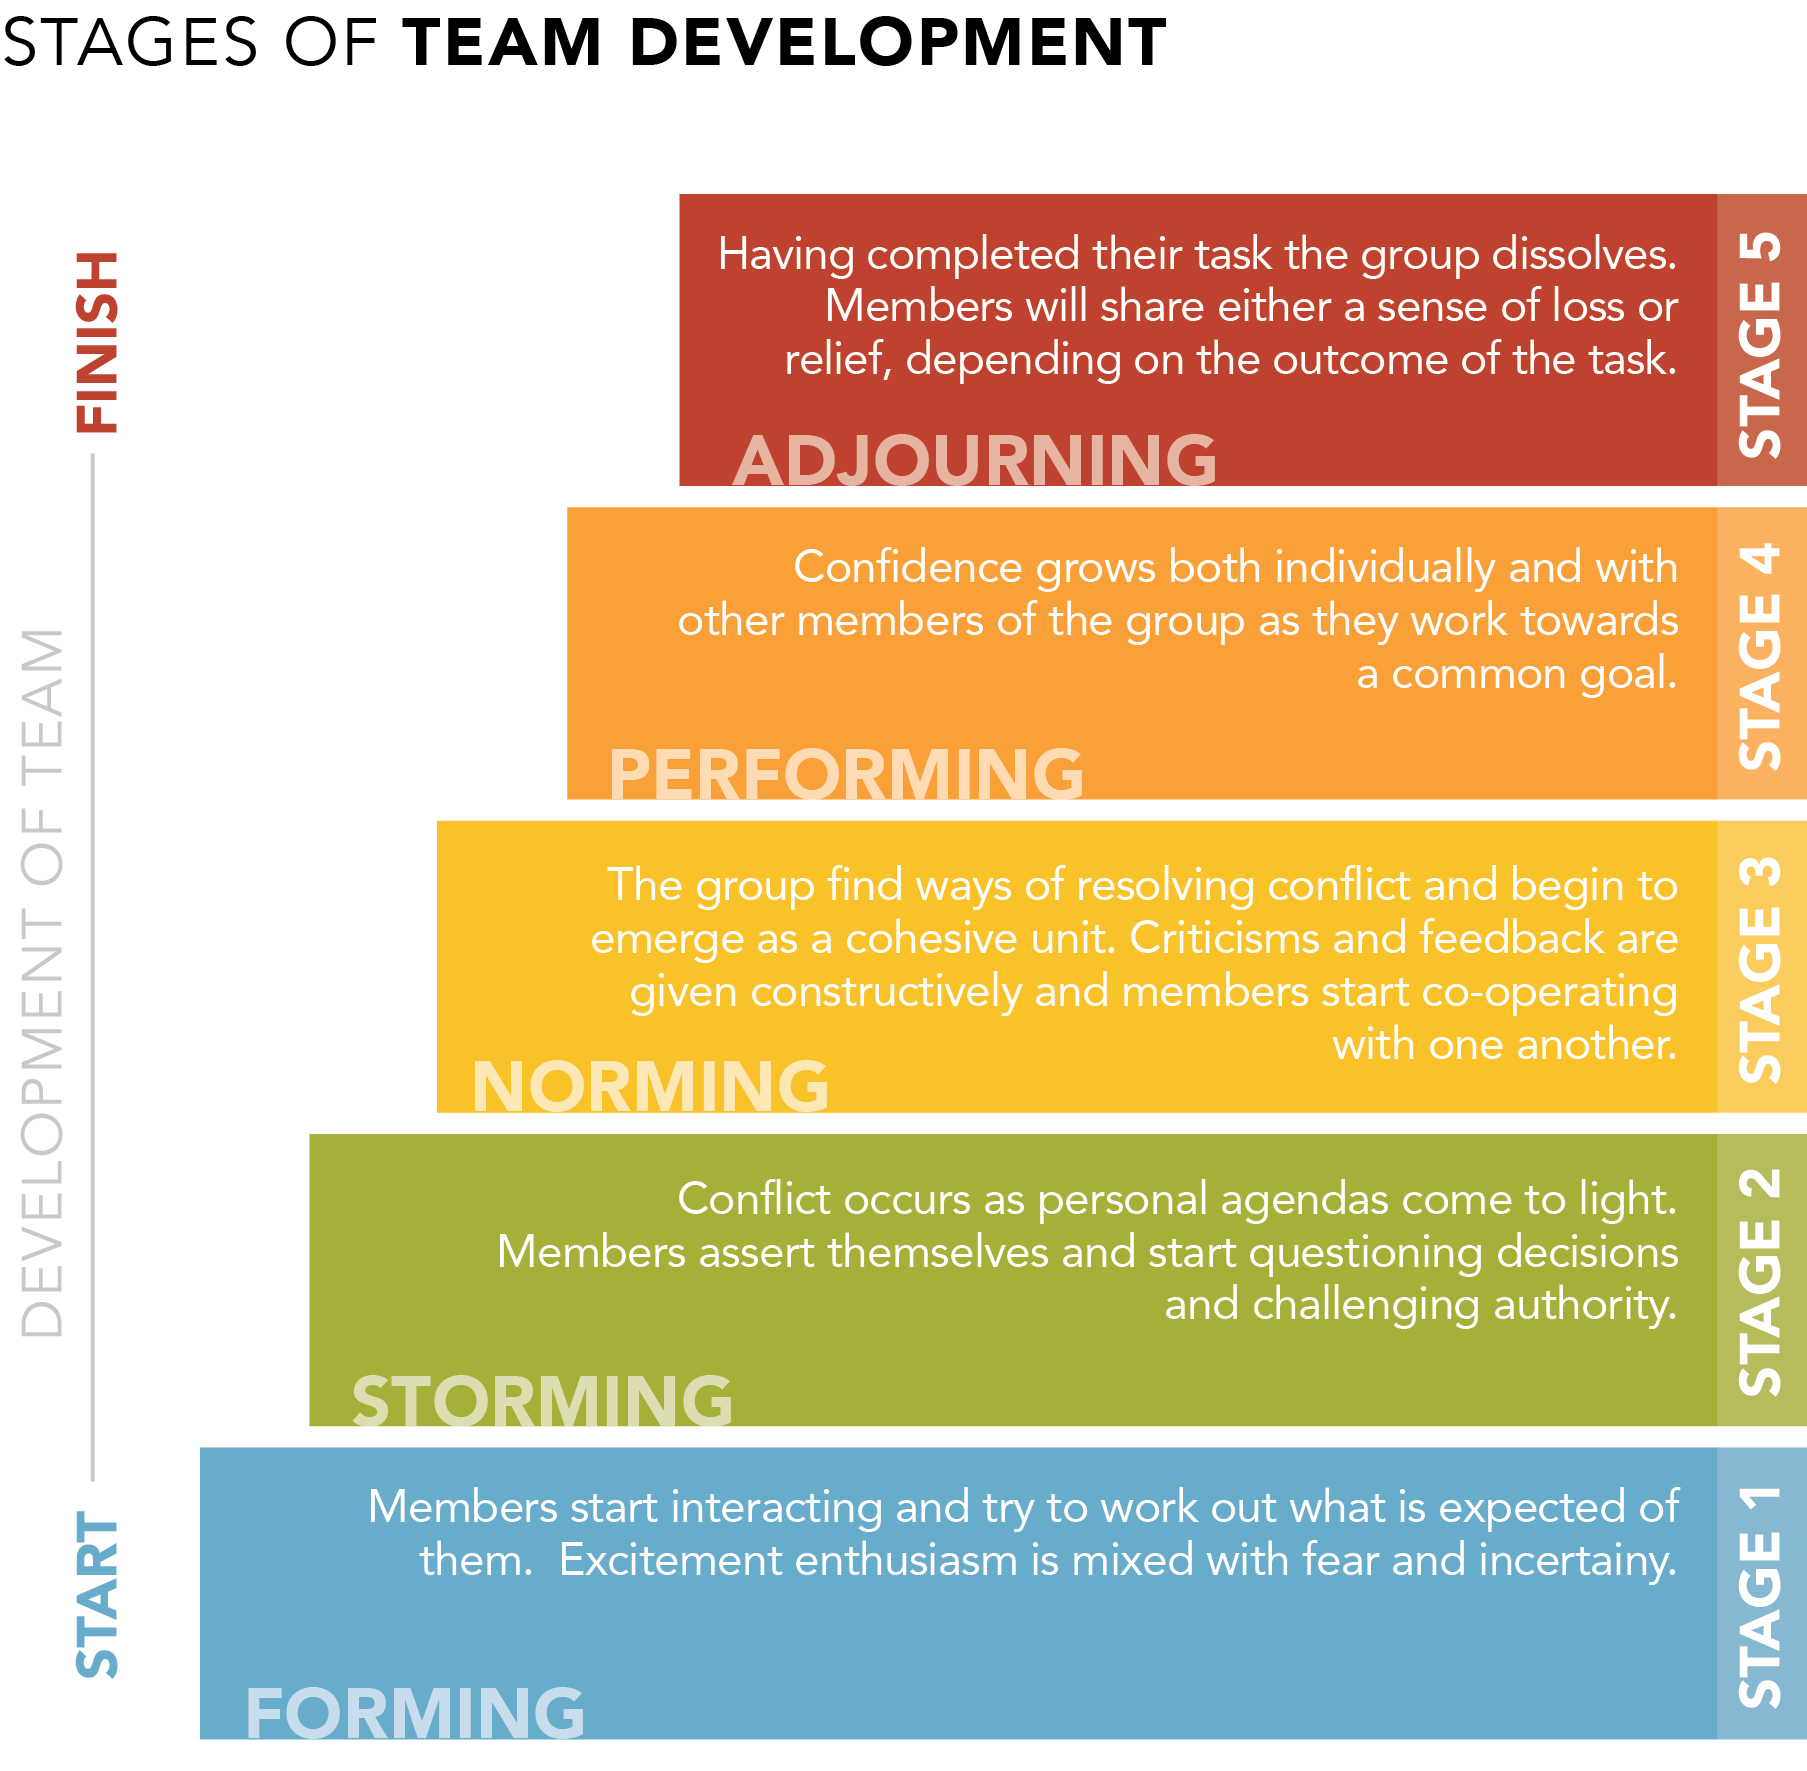 STAGES OF TEAM DEVELOPMENT
FINISH
DEVELOPMENT OF TEAM
START
Having completed their task the group dissolves.
Members will share either a sense of loss or
relief, depending on the outcome of the task.
ADJOURNING
STAGE 5
Confidence grows both individually and with
other members of the group as they work towards
a common goal.
PERFORMING
STAGE 4
The group find ways of resolving conflict and begin to
emerge as a cohesive unit. Criticisms and feedback are
given constructively and members start co-operating
with one another.
NORMING
STAGE 3
Conflict occurs as personal agendas come to light.
Members assert themselves and start questioning decisions
and challenging authority.
STORMING
STAGE 2
Members start interacting and try to work out what is expected of
them.  Excitement enthusiasm is mixed with fear and incertainy.
FORMING
STAGE 1